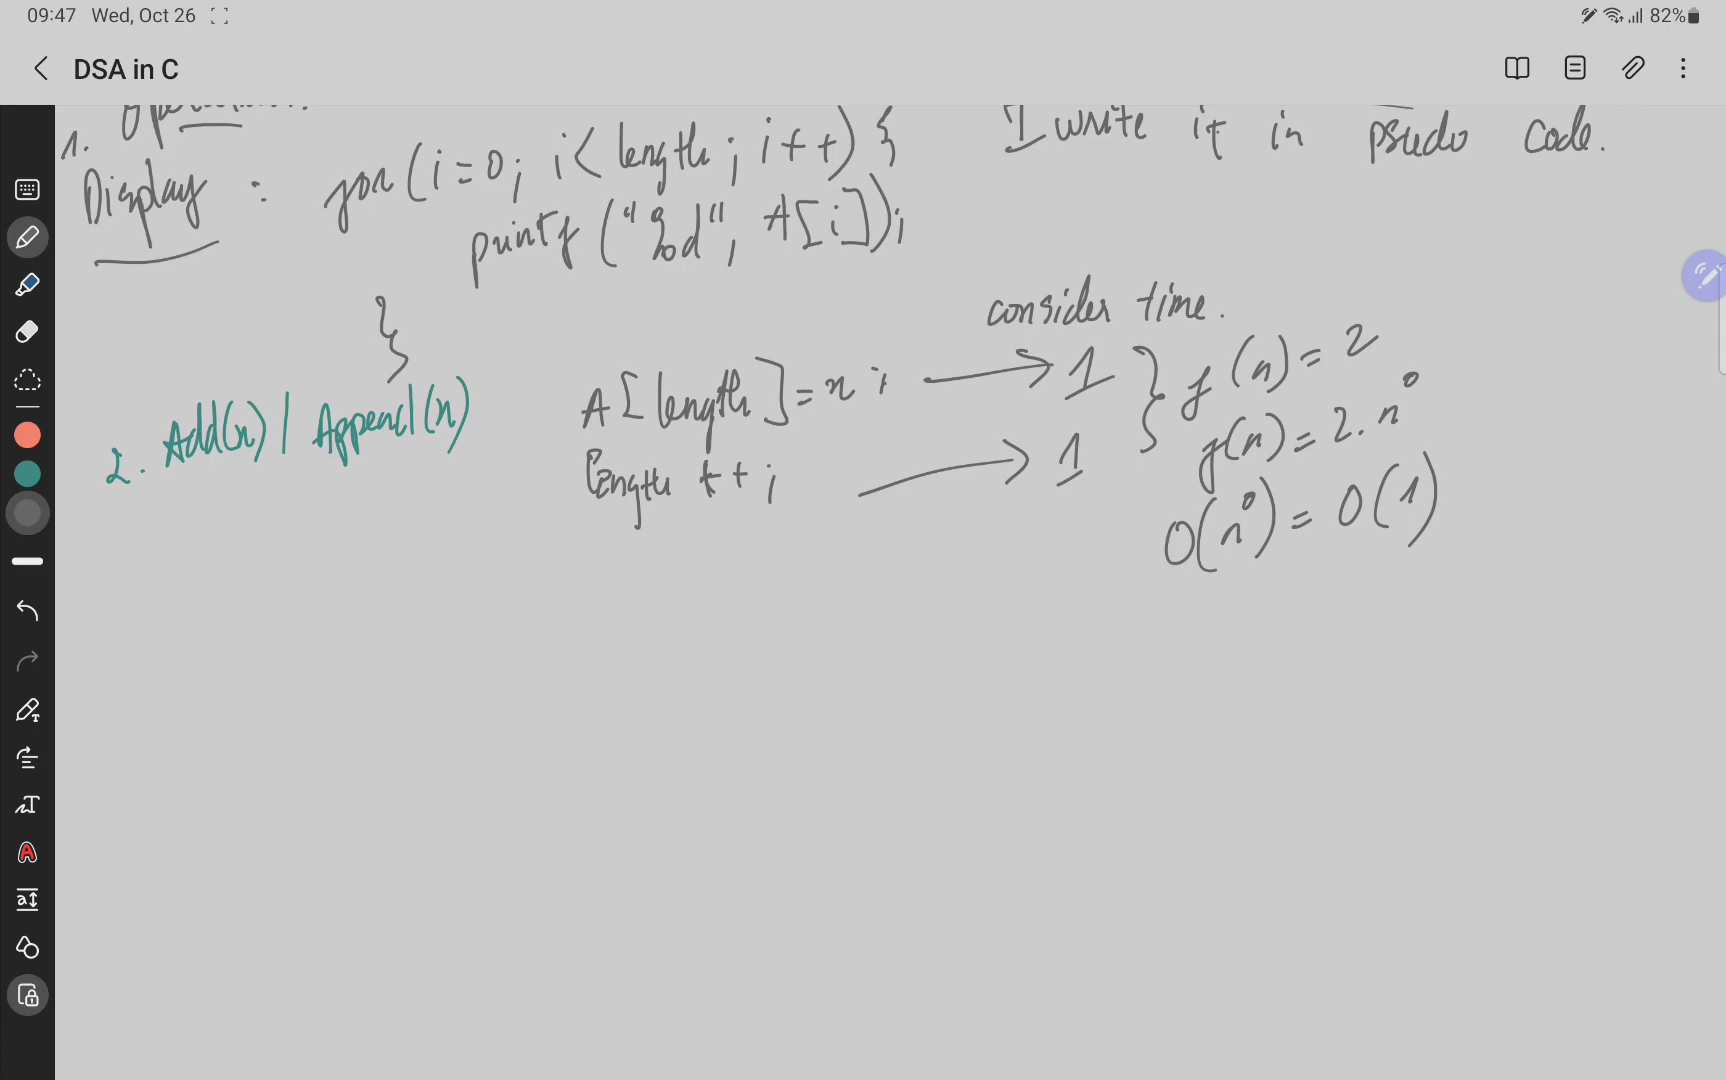 09:47 Wed, Oct 26 82%
DSA in C
I write it in psudo code.
1.
Display : for (i=0; i< length; i++) {
printf ("%d", A[i]);
}
consider time.
2. Add(n) | Append(n)
A[length] = n; → 1
length ++; → 1
f(n) = 2
f(n) = 2.n⁰
O(n⁰) = O(1)